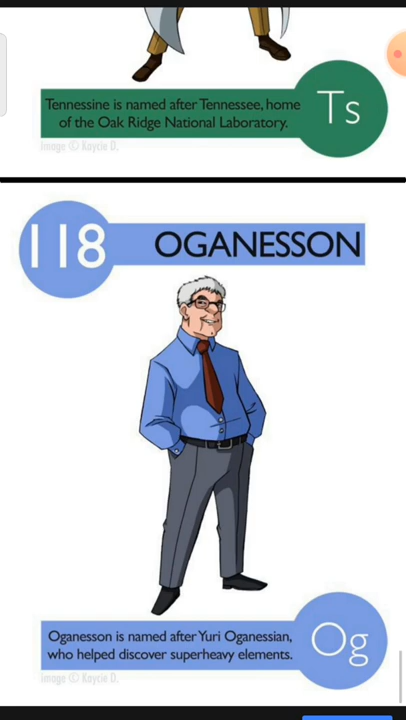 Tennessine is named after Tennessee, home
of the Oak Ridge National Laboratory.
Ts
image © Kaycie D.
118
OGANESSON
Oganesson is named after Yuri Oganessian,
who helped discover superheavy elements.
Og
image © Kaycie D.